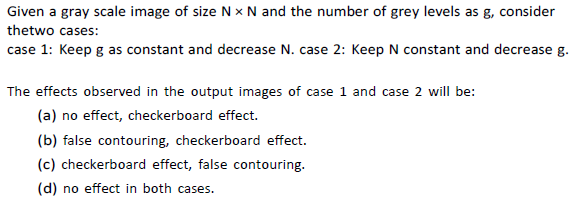 Given a gray scale image of size N × N and the number of grey levels as g, consider
thetwo cases:
case 1: Keep g as constant and decrease N. case 2: Keep N constant and decrease g.
The effects observed in the output images of case 1 and case 2 will be:
(a) no effect, checkerboard effect.
(b) false contouring, checkerboard effect.
(c) checkerboard effect, false contouring.
(d) no effect in both cases.